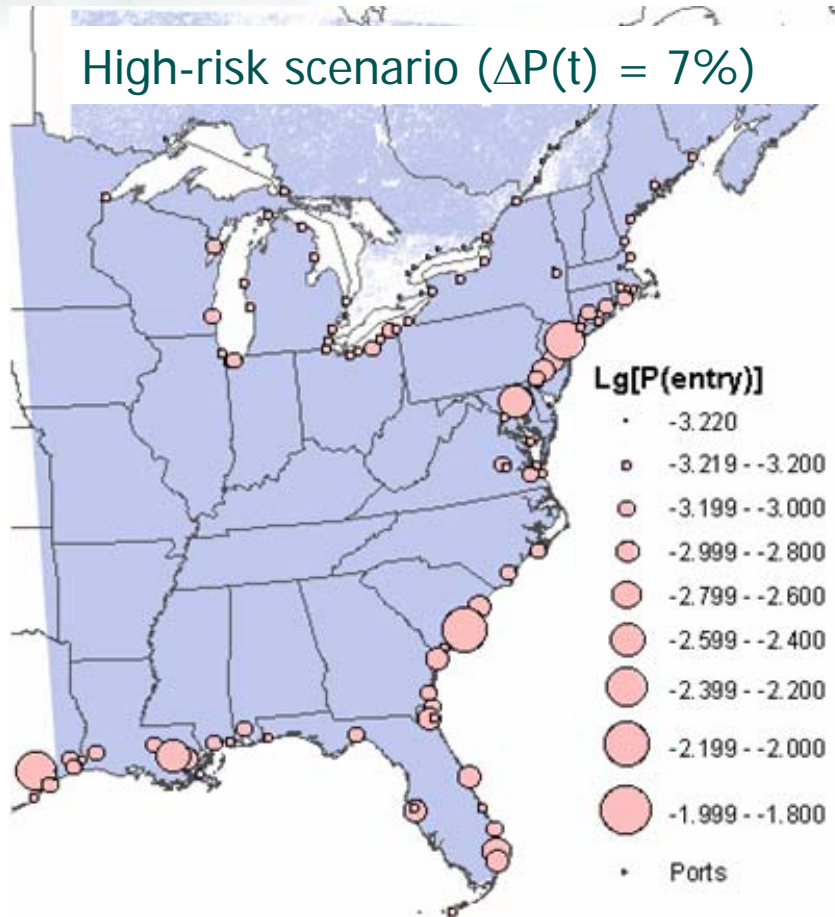 High-risk scenario (ΔP(t) = 7%)
Lg[P(entry)]
-3.220
-3.219 - -3.200
-3.199 - -3.000
-2.999 - -2.800
-2.799 - -2.600
-2.599 - -2.400
-2.399 - -2.200
-2.199 - -2.000
-1.999 - -1.800
Ports